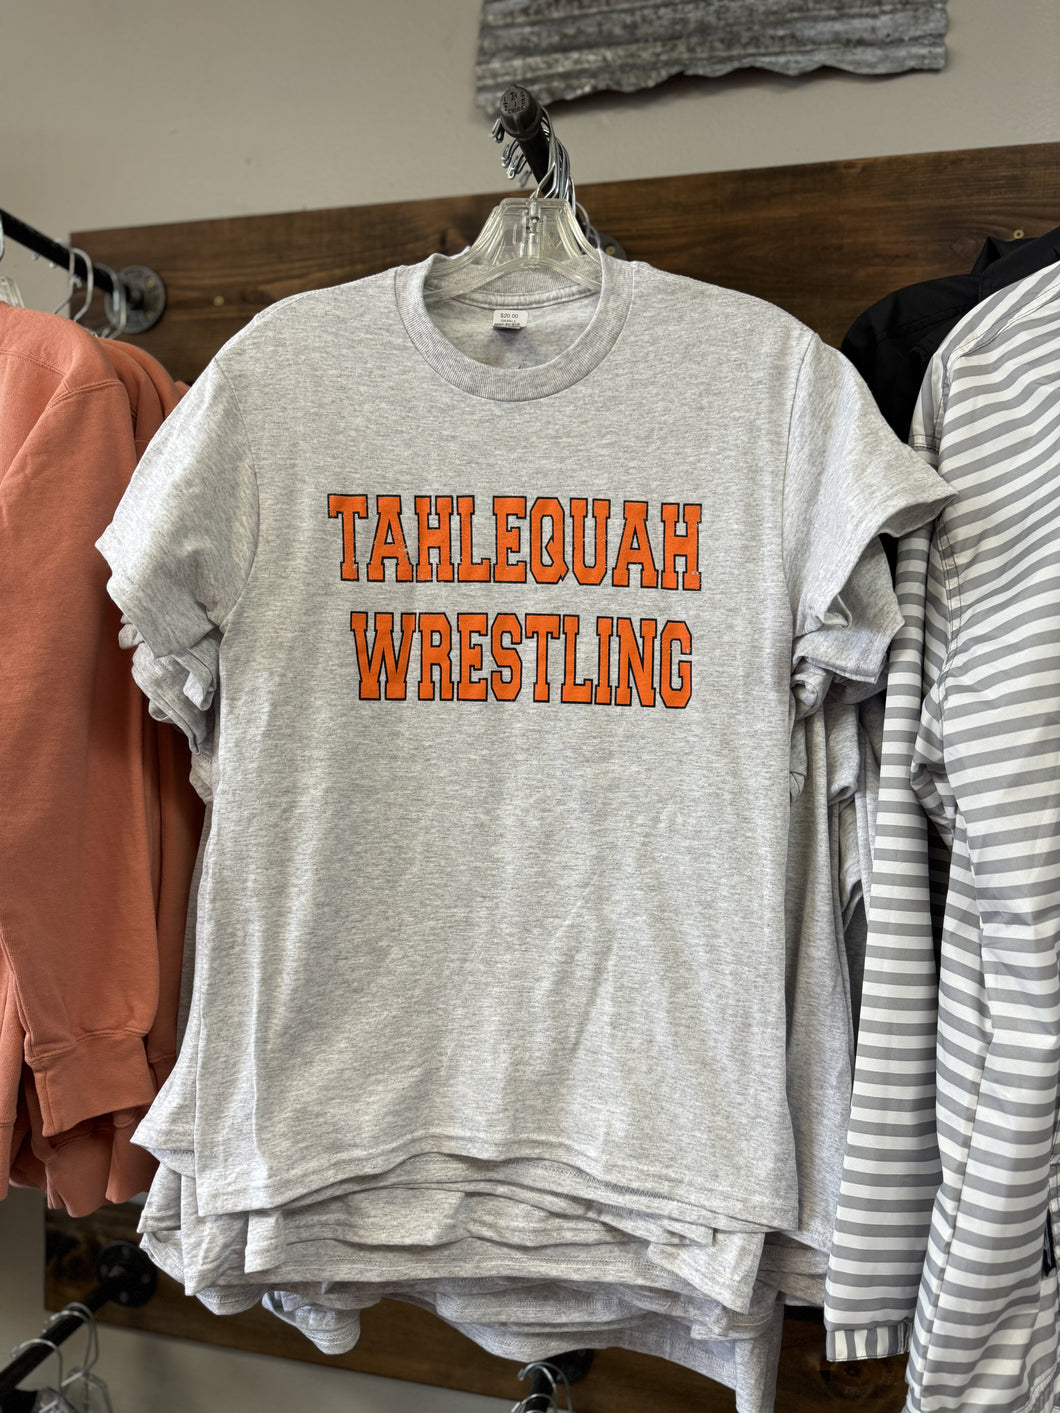 $20.00
TAHLEQUAH
WRESTLING